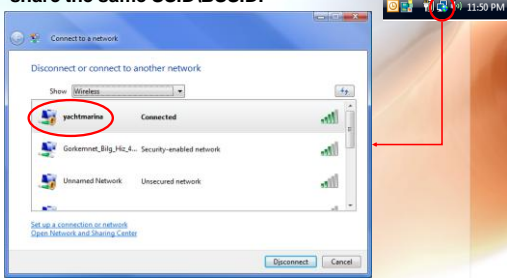 share the same SSID\BSSID.
11:50 PM
Connect to a network
Disconnect or connect to another network
Show Wireless
yachtmarina Connected
Gorkemnet_Bilg_Hiz_4... Security-enabled network
Unnamed Network Unsecured network
Set up a connection or network
Open Network and Sharing Center
Disconnect Cancel